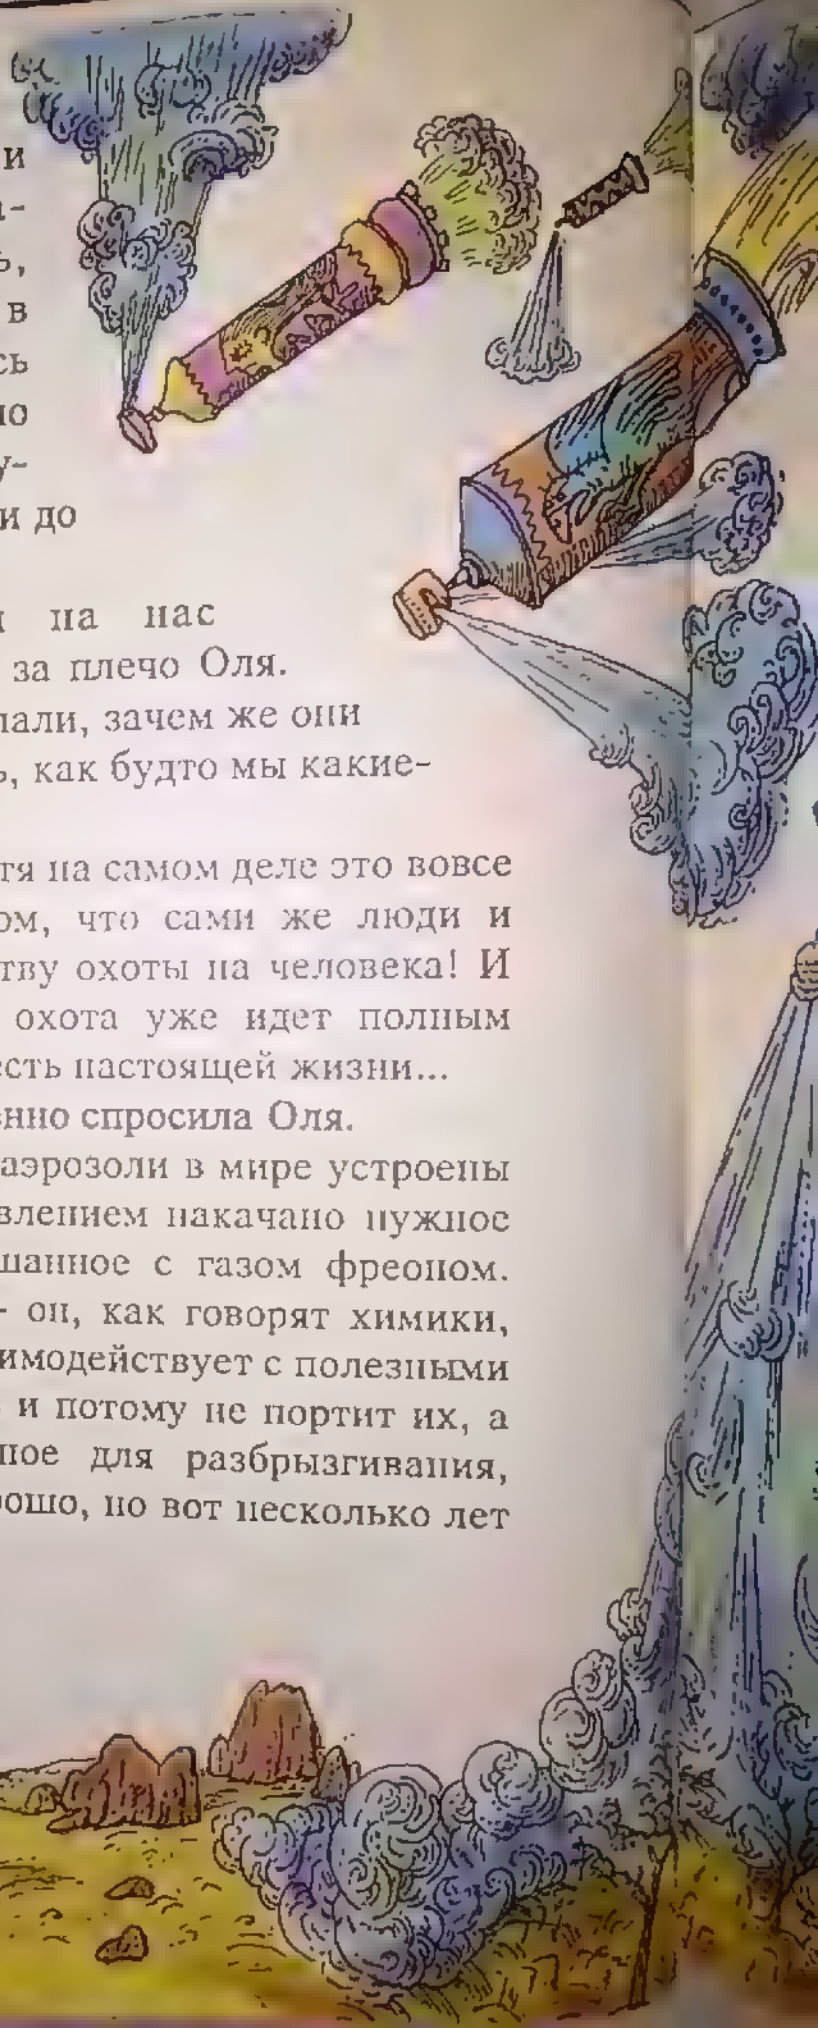 и
ь,
в
сь
ло
у-
и до
на нас
за плечо Оля.
пали, зачем же они
ь, как будто мы какие-
тя на самом деле это вовсе
ом, что сами же люди и
тву охоты на человека! И
охота уже идет полным
есть настоящей жизни...
енно спросила Оля.
аэрозоли в мире устроены
влением накачано нужное
шанное с газом фреоном.
- он, как говорят химики,
имодействует с полезными
и потому не портит их, а
ное для разбрызгивания,
рошо, но вот несколько лет